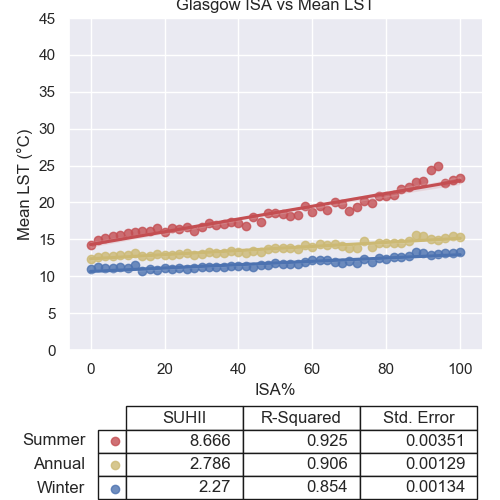 Glasgow ISA vs Mean LST
45
40
35
30
25
20
15
10
5
0
Mean LST (°C)
0 20 40 60 80 100
ISA%
SUHII R-Squared Std. Error
Summer 8.666 0.925 0.00351
Annual 2.786 0.906 0.00129
Winter 2.27 0.854 0.00134